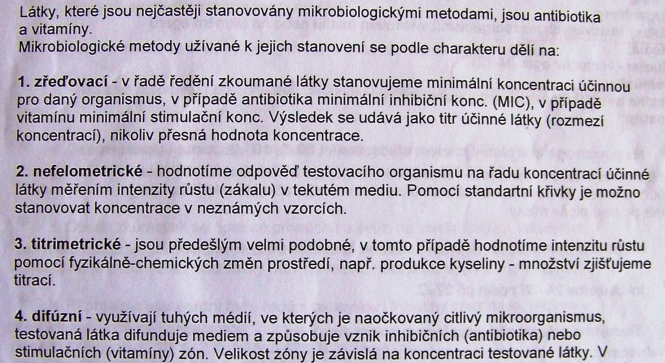 Látky, které jsou nejčastěji stanovovány mikrobiologickými metodami, jsou antibiotika
a vitamíny.
Mikrobiologické metody užívané k jejich stanovení se podle charakteru dělí na:
1. zřeďovací - v řadě ředění zkoumané látky stanovujeme minimální koncentraci účinnou
pro daný organismus, v případě antibiotika minimální inhibiční konc. (MIC), v případě
vitamínu minimální stimulační konc. Výsledek se udává jako titr účinné látky (rozmezí
koncentrací), nikoliv přesná hodnota koncentrace.
2. nefelometrické - hodnotíme odpověď testovacího organismu na řadu koncentrací účinné
látky měřením intenzity růstu (zákalu) v tekutém mediu. Pomocí standartní křivky je možno
stanovovat koncentrace v neznámých vzorcích.
3. titrimetrické - jsou předešlým velmi podobné, v tomto případě hodnotíme intenzitu růstu
pomocí fyzikálně-chemických změn prostředí, např. produkce kyseliny - množství zjišťujeme
titrací.
4. difúzní - využívají tuhých médií, ve kterých je naočkovaný citlivý mikroorganismus,
testovaná látka difunduje mediem a způsobuje vznik inhibičních (antibiotika) nebo
stimulačních (vitamíny) zón. Velikost zóny je závislá na koncentraci testované látky. V